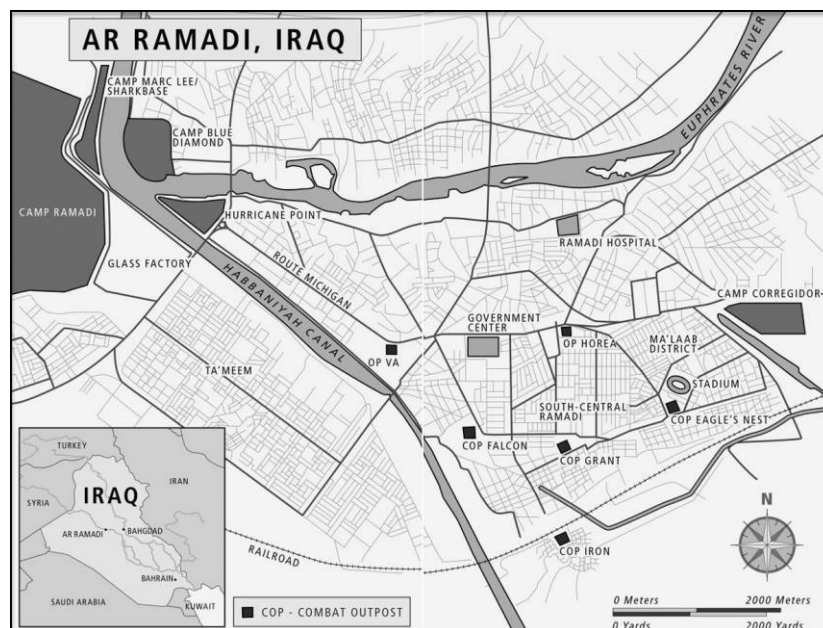 AR RAMADI, IRAQ
CAMP MARC LEE/
SHARKBASE
CAMP BLUE
DIAMOND
EUPHRATES RIVER
CAMP RAMADI
HURRICANE POINT
RAMADI HOSPITAL
GLASS FACTORY
ROUTE MICHIGAN
HABBANIYAH CANAL
CAMP CORREGIDOR
GOVERNMENT
CENTER
OP HOREA
MA'LAAB
DISTRICT
OP VA
TA'MEEM
STADIUM
SOUTH-CENTRAL
RAMADI
COP EAGLE'S NEST
COP FALCON
COP GRANT
COP IRON
RAILROAD
TURKEY
IRAQ
IRAN
SYRIA
AR RAMADI
BAHGDAD
BAHRAIN
SAUDI ARABIA
KUWAIT
COP - COMBAT OUTPOST
N
0 Meters 2000 Meters
0 Yards 2000 Yards